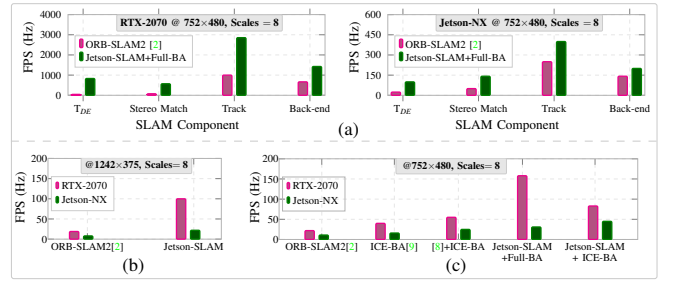 RTX-2070 @ 752×480, Scales = 8
FPS (Hz)
4000
3000
2000
1000
0
ORB-SLAM2 [2]
Jetson-SLAM+Full-BA
T_DE Stereo Match Track Back-end
SLAM Component
Jetson-NX @ 752×480, Scales = 8
FPS (Hz)
600
450
300
150
0
ORB-SLAM2 [2]
Jetson-SLAM+Full-BA
T_DE Stereo Match Track Back-end
SLAM Component
(a)
@1242×375, Scales= 8
FPS (Hz)
200
150
100
50
0
RTX-2070
Jetson-NX
ORB-SLAM2[2] Jetson-SLAM
(b)
@752×480, Scales= 8
FPS (Hz)
200
150
100
50
0
RTX-2070
Jetson-NX
ORB-SLAM2[2] ICE-BA[9] [8]+ICE-BA Jetson-SLAM Jetson-SLAM
+Full-BA + ICE-BA
(c)